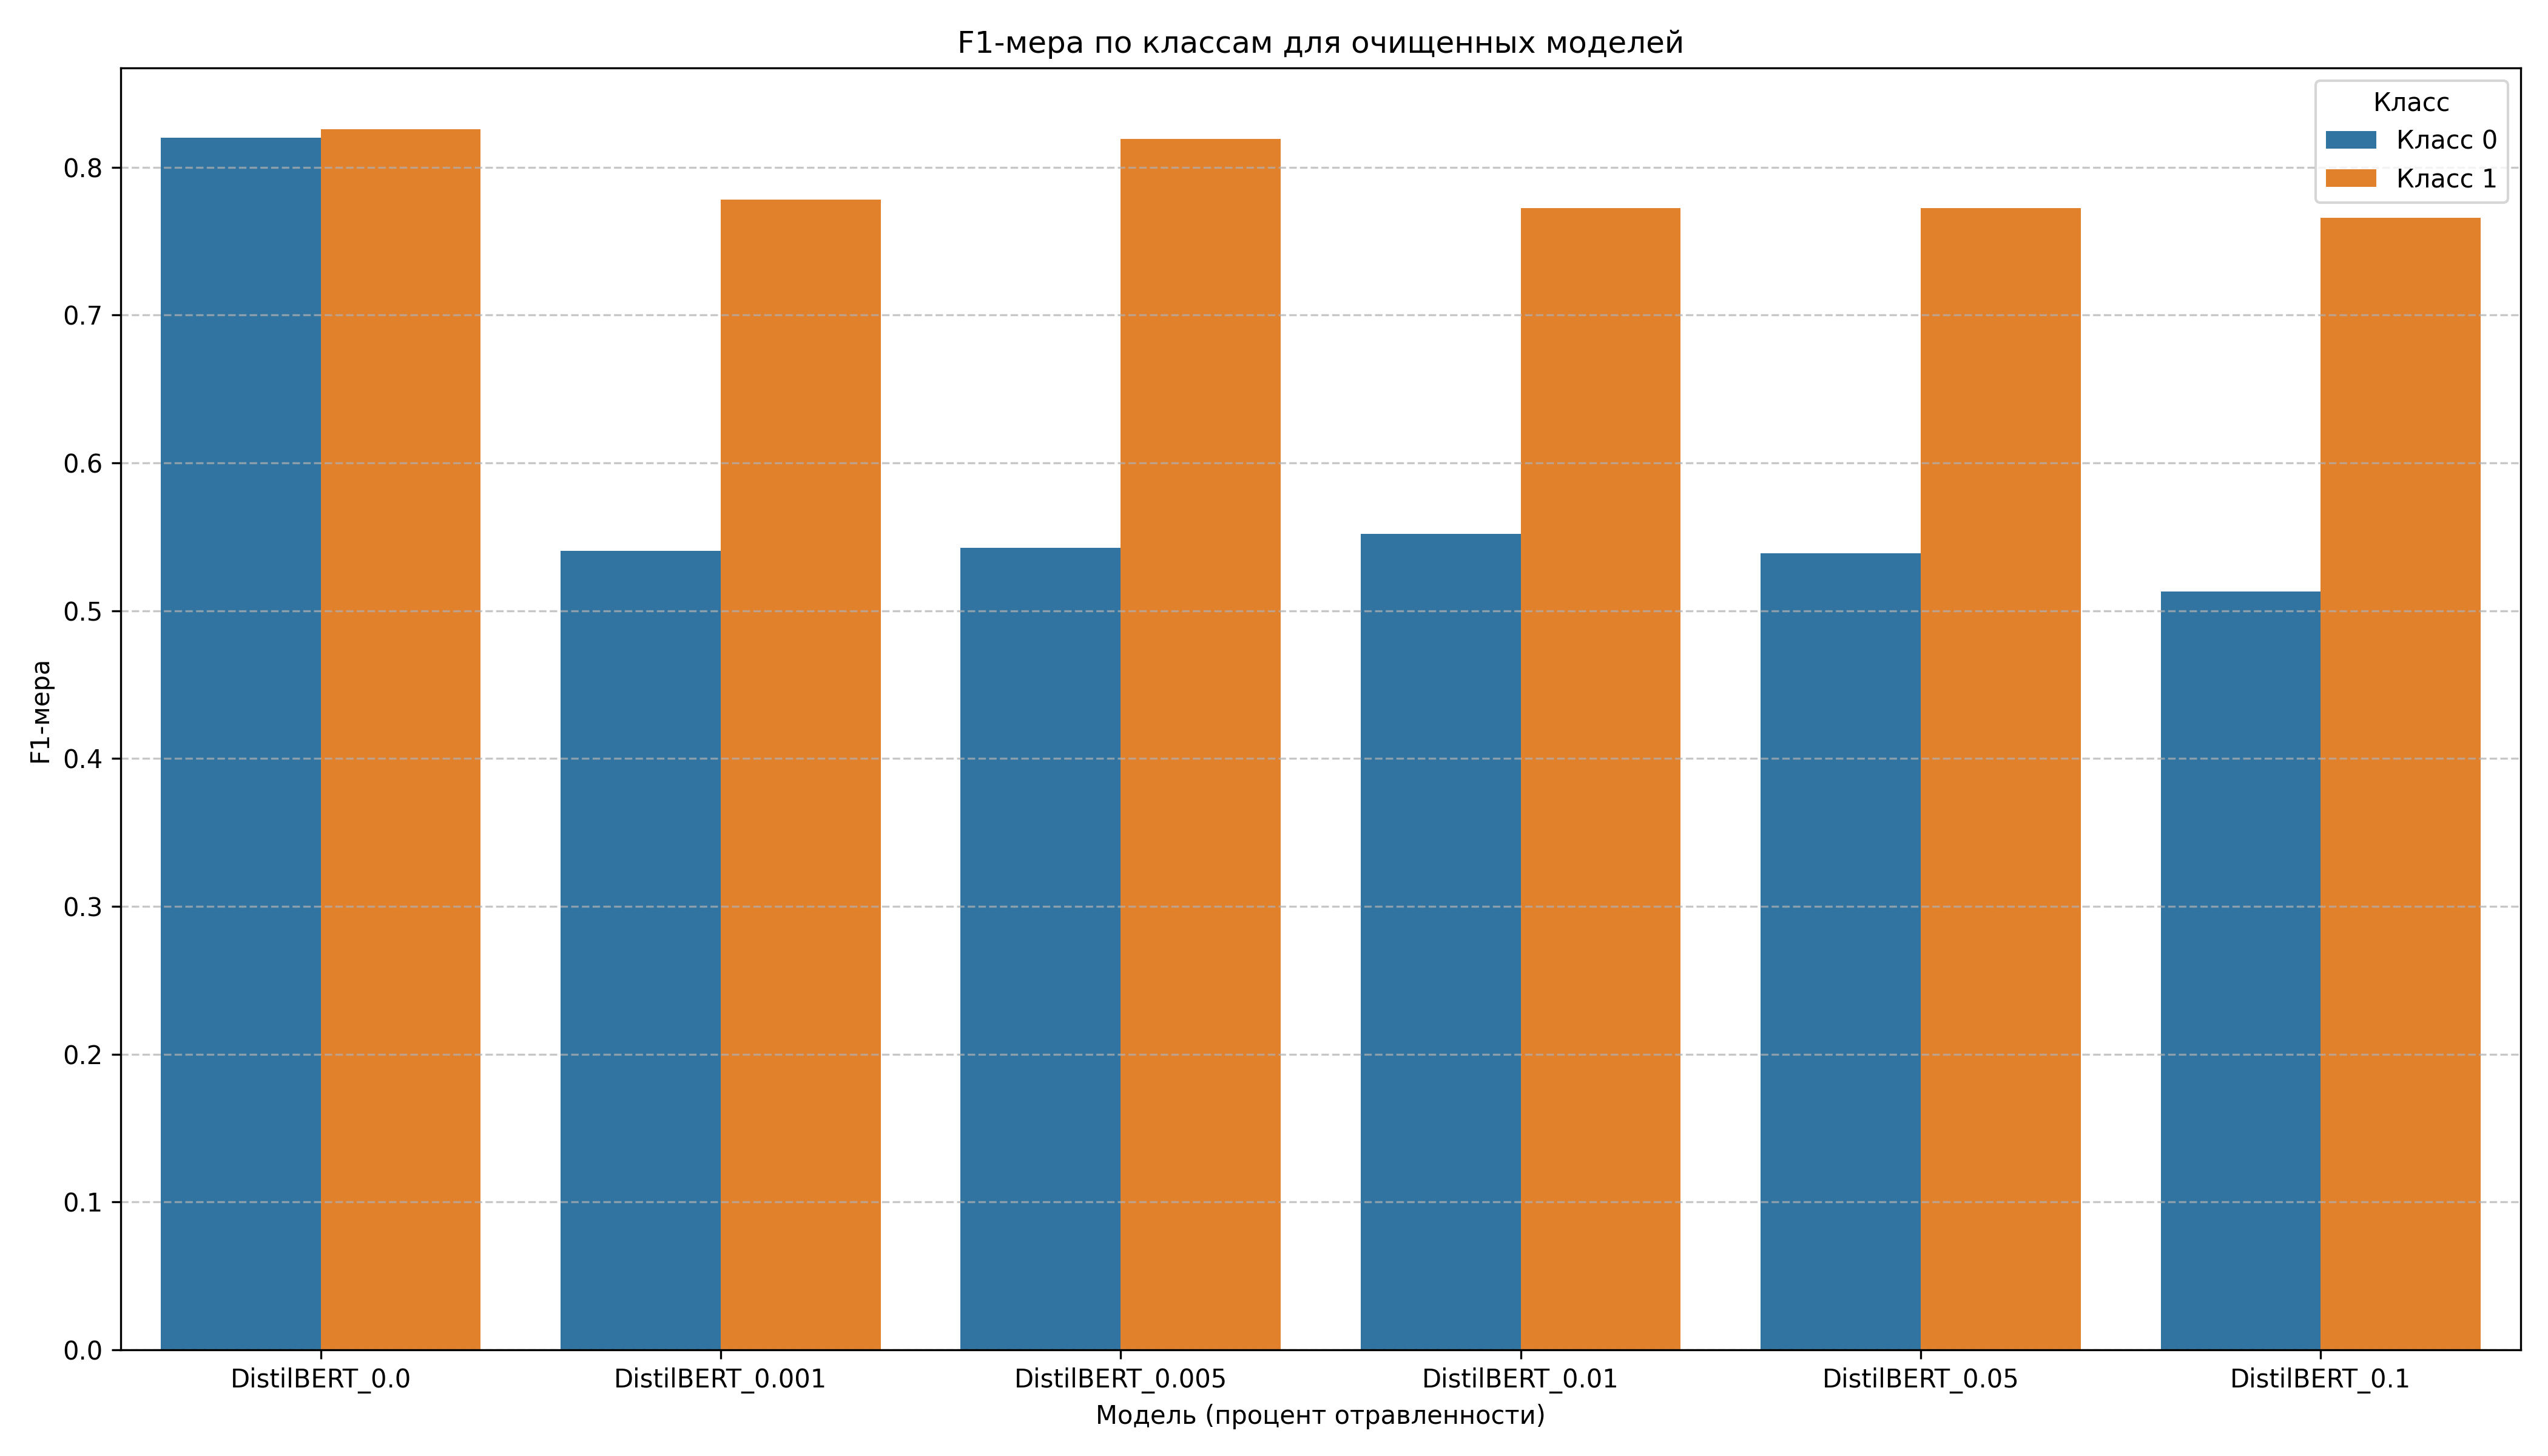 F1-мера по классам для очищенных моделей
Класс
Класс 0
Класс 1
F1-мера
0.8
0.7
0.6
0.5
0.4
0.3
0.2
0.1
0.0
DistilBERT_0.0
DistilBERT_0.001
DistilBERT_0.005
DistilBERT_0.01
DistilBERT_0.05
DistilBERT_0.1
Модель (процент отравленности)